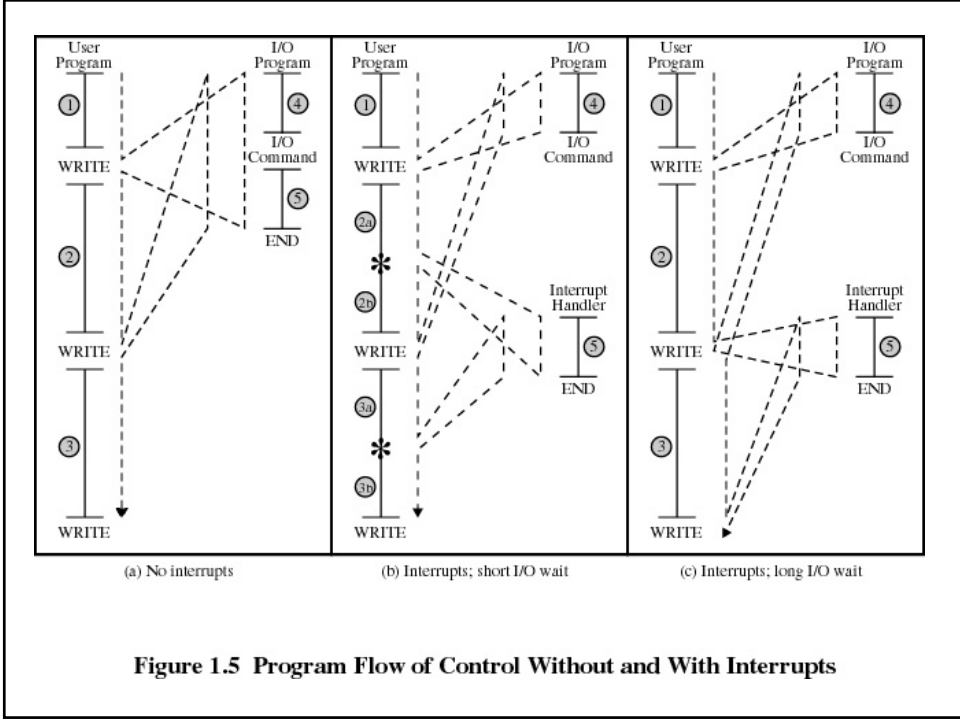 User
Program
I/O
Program
1
4
WRITE
I/O
Command
5
END
2
WRITE
3
WRITE
(a) No interrupts
User
Program
I/O
Program
1
4
WRITE
I/O
Command
2a
*
2b
Interrupt
Handler
WRITE
5
END
3a
*
3b
WRITE
(b) Interrupts; short I/O wait
User
Program
I/O
Program
1
4
WRITE
I/O
Command
2
Interrupt
Handler
WRITE
5
END
3
WRITE
(c) Interrupts; long I/O wait
Figure 1.5 Program Flow of Control Without and With Interrupts